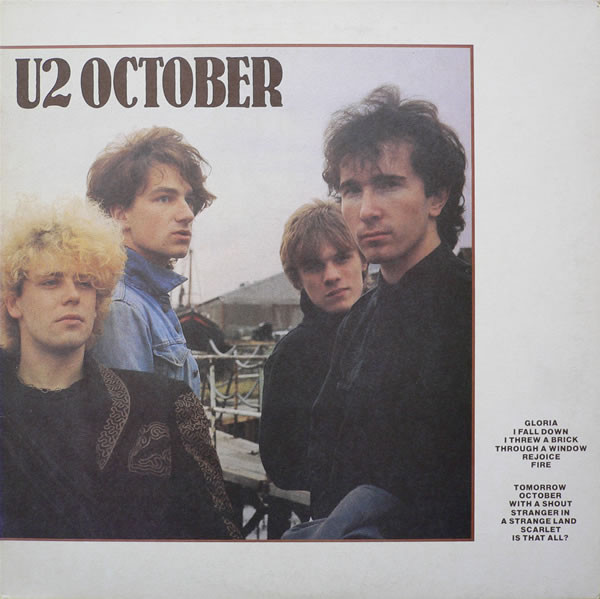 U2 OCTOBER
GLORIA
I FALL DOWN
I THREW A BRICK
THROUGH A WINDOW
REJOICE
FIRE
TOMORROW
OCTOBER
WITH A SHOUT
STRANGER IN
A STRANGE LAND
SCARLET
IS THAT ALL?